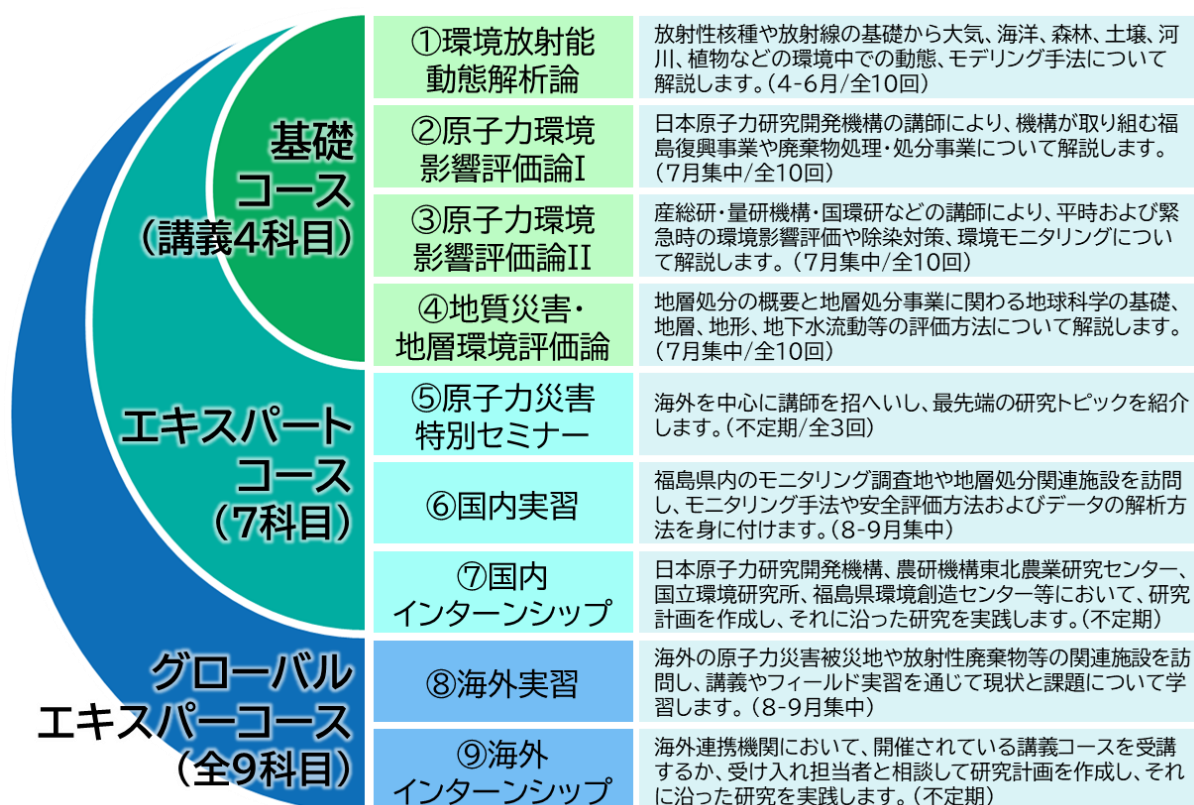 基礎
コース
（講義4科目）
①環境放射能
動態解析論
放射性核種や放射線の基礎から大気、海洋、森林、土壌、河
川、植物などの環境中での動態、モデリング手法について
解説します。(4-6月/全10回)
②原子力環境
影響評価論I
日本原子力研究開発機構の講師により、機構が取り組む福
島復興事業や廃棄物処理・処分事業について解説します。
(7月集中/全10回)
③原子力環境
影響評価論II
産総研・量研機構・国環研などの講師により、平時および緊
急時の環境影響評価や除染対策、環境モニタリングについ
て解説します。(7月集中/全10回)
④地質災害・
地層環境評価論
地層処分の概要と地層処分事業に関わる地球科学の基礎、
地層、地形、地下水流動等の評価方法について解説します。
(7月集中/全10回)
エキスパート
コース
（7科目）
⑤原子力災害
特別セミナー
海外を中心に講師を招へいし、最先端の研究トピックを紹介
します。(不定期/全3回)
⑥国内実習
福島県内のモニタリング調査地や地層処分関連施設を訪問
し、モニタリング手法や安全評価方法およびデータの解析方
法を身に付けます。(8-9月集中)
⑦国内
インターンシップ
日本原子力研究開発機構、農研機構東北農業研究センター、
国立環境研究所、福島県環境創造センター等において、研究
計画を作成し、それに沿った研究を実践します。(不定期)
グローバル
エキスパーコース
（全9科目）
⑧海外実習
海外の原子力災害被災地や放射性廃棄物等の関連施設を訪
問し、講義やフィールド実習を通じて現状と課題について学
習します。(8-9月集中)
⑨海外
インターンシップ
海外連携機関において、開催されている講義コースを受講
するか、受け入れ担当者と相談して研究計画を作成し、それ
に沿った研究を実践します。(不定期)